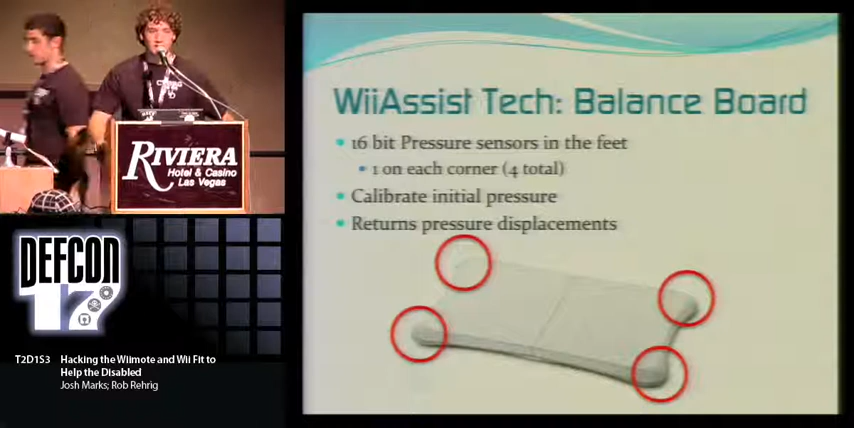 RIVIERA
Hotel & Casino
Las Vegas
DEFCON
17
T2D1S3 Hacking the Wiimote and Wii Fit to
Help the Disabled
Josh Marks; Rob Rehrig
WiiAssist Tech: Balance Board
• 16 bit Pressure sensors in the feet
• 1 on each corner (4 total)
• Calibrate initial pressure
• Returns pressure displacements